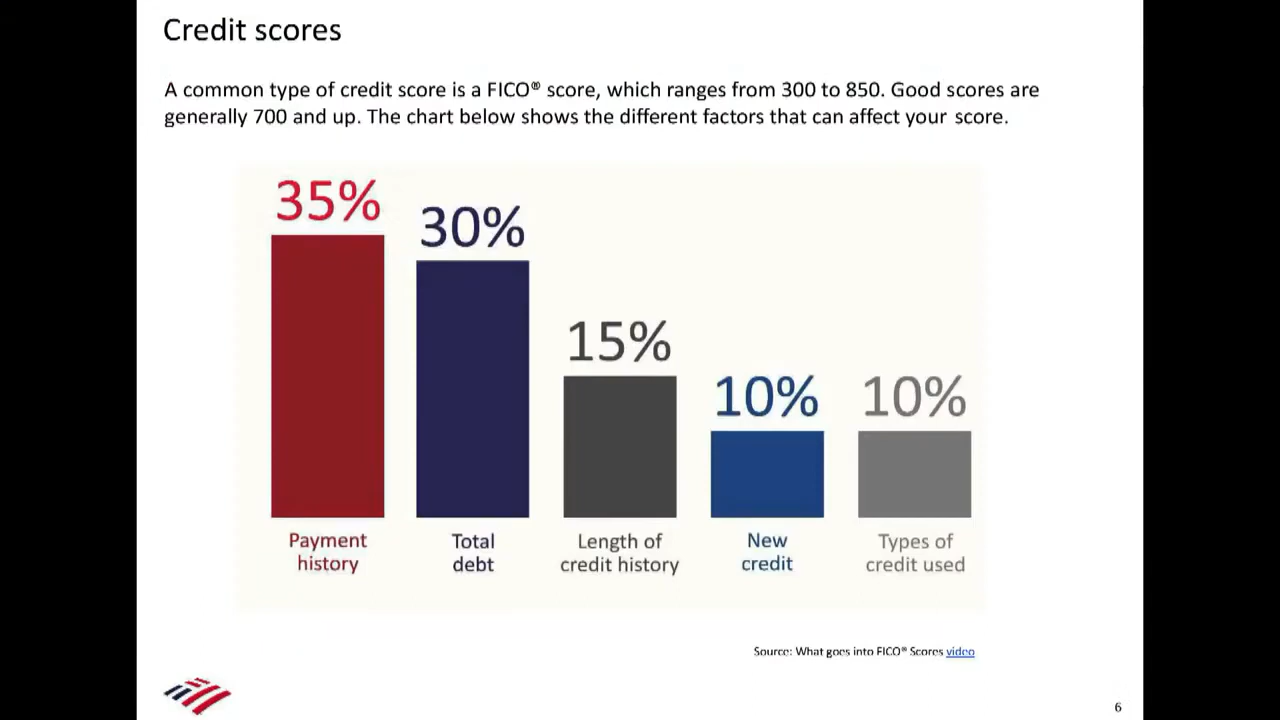 Credit scores
A common type of credit score is a FICO® score, which ranges from 300 to 850. Good scores are
generally 700 and up. The chart below shows the different factors that can affect your score.
35%
30%
15%
10%
10%
Payment
history
Total
debt
Length of
credit history
New
credit
Types of
credit used
Source: What goes into FICO® Scores video
6